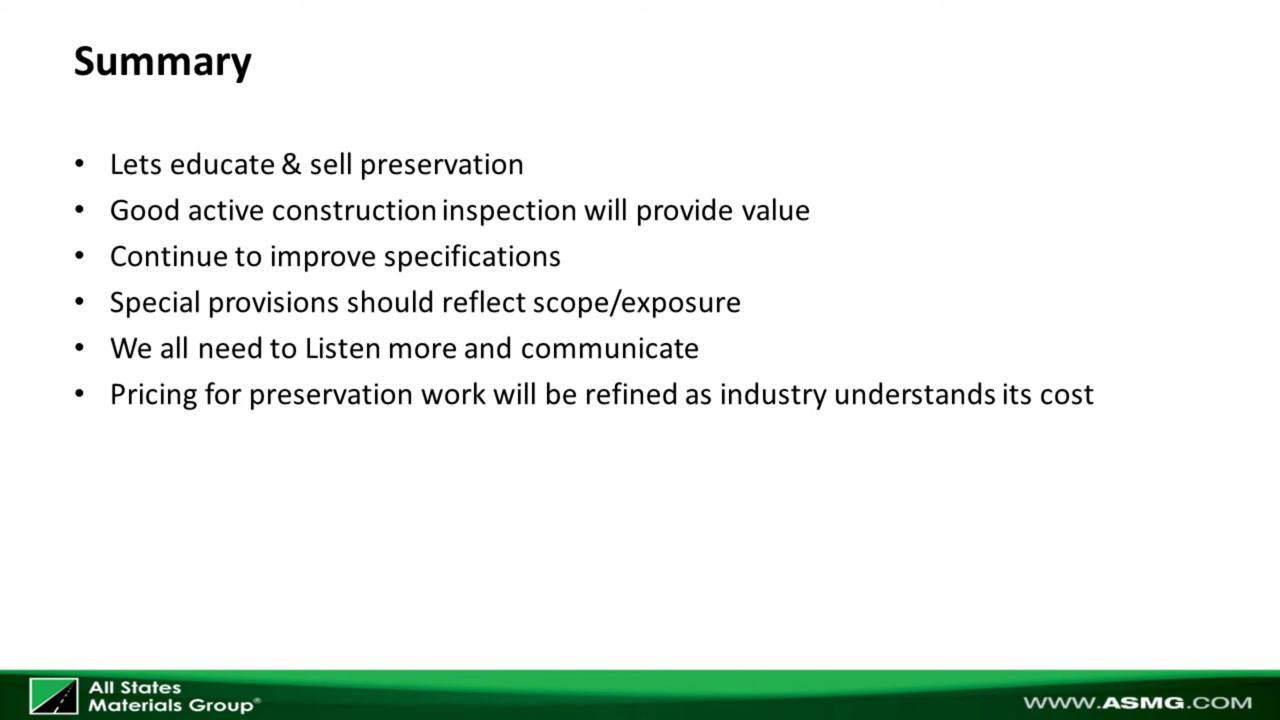 Summary
• Lets educate & sell preservation
• Good active construction inspection will provide value
• Continue to improve specifications
• Special provisions should reflect scope/exposure
• We all need to Listen more and communicate
• Pricing for preservation work will be refined as industry understands its cost
All States
Materials Group®
WWW.ASMG.COM